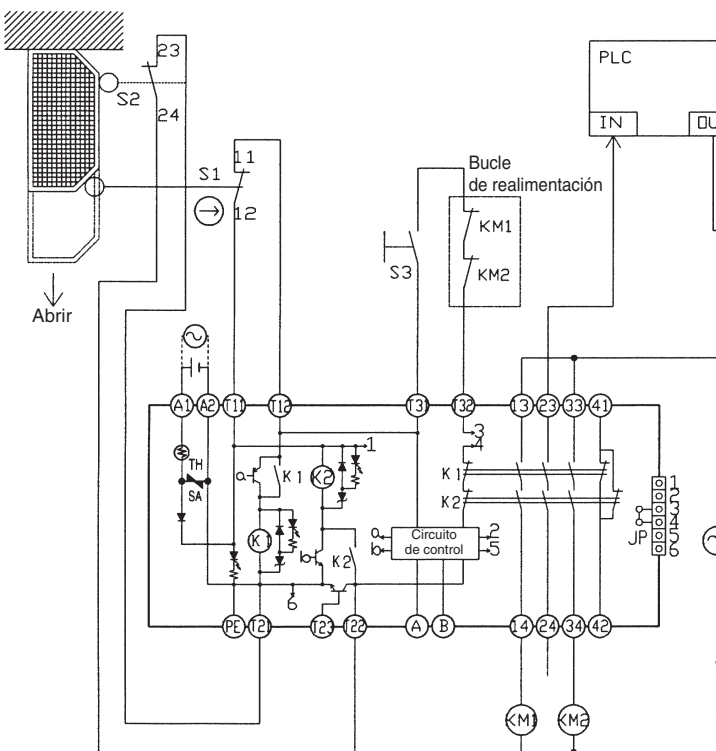 23
S2
24
11
S1
12
Abrir
PLC
IN
OU
Bucle
de realimentación
KM1
KM2
S3
A1 A2 T11 T12 T31 T32 13 23 33 41
TH
SA
a
K1
K2
1
3
4
K1
K2
K1
b
K2
6
a
b
Circuito
de control
2
5
JP
1
2
3
4
5
6
PE T21 T23 T22 A B 14 24 34 42
KM1 KM2